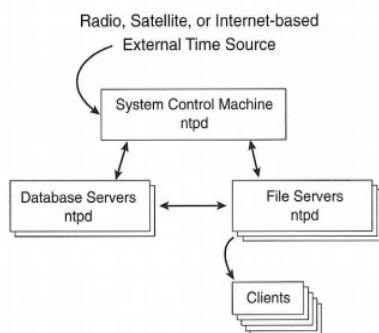 Radio, Satellite, or Internet-based
External Time Source
System Control Machine
ntpd
Database Servers
ntpd
File Servers
ntpd
Clients